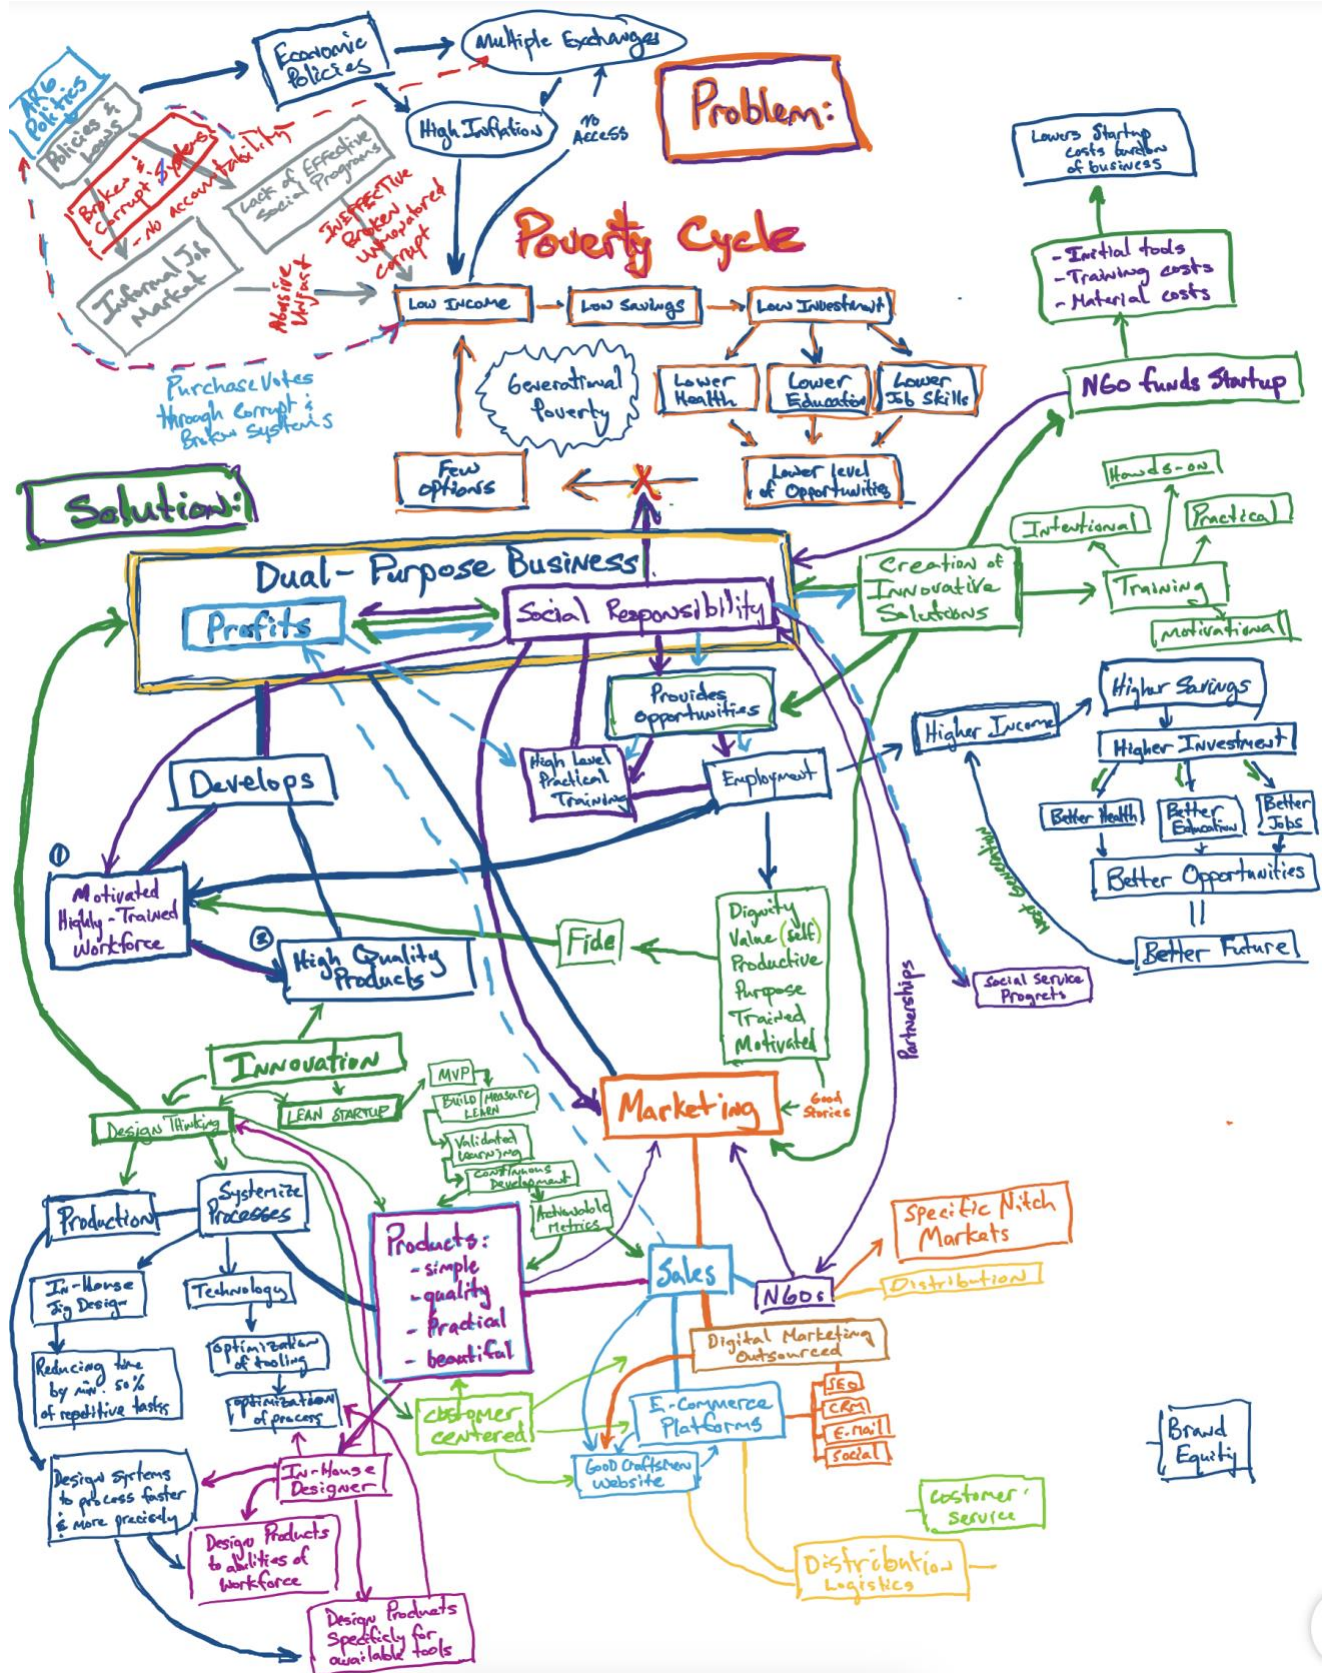 ARG
Politics
Policies &
Laws
Economic
Policies
Multiple Exchanges
High Inflation
NO
ACCESS
Problem:
Broken &
Corrupt Systems
- No accountability
Lack of Effective
Social Programs
INEFFECTIVE
Broken
corrupt
Informal Job
Market
Abusive
Unjust
Purchase Votes
through Corrupt &
Broken Systems
Poverty Cycle
Low Income
Low Savings
Low Investment
Lower
Health
Lower
Education
Lower
Job Skills
Lower level
of Opportunities
X
Few
options
Generational
Poverty
Lowers Startup
costs burden
of business
- Initial tools
- Training costs
- Material costs
NGO funds Startup
Solution:
Dual-Purpose Business
Profits
Social Responsibility
Creation of
Innovative
Solutions
Training
Hands-on
Intentional
Practical
Motivational
Provides
opportunities
High Level
Practical
Training
Employment
Higher Income
Higher Savings
Higher Investment
Better Health
Better
Education
Better
Jobs
Better Opportunities
Better Future
Next Generation
Develops
①
Motivated
Highly-Trained
Workforce
②
High Quality
Products
Fide
Dignity
Value (self)
Productive
Purpose
Trained
Motivated
Social Service
Progrets
Partnerships
Innovation
Design Thinking
LEAN STARTUP
MVP
BUILD/Measure
LEARN
Validated
Learning
Continuous
Development
Actionable
Metrics
Marketing
Good
Stories
Production
Systemize
Processes
In-House
Jig Design
Technology
Reducing time
by min. 50%
of repetitive tasks
optimization
of tooling
optimization
of process
Products:
- simple
- quality
- Practical
- beautiful
Sales
NGOs
Specific Nitch
Markets
Distribution
Digital Marketing
Outsourced
SEO
CRM
E-mail
Social
E-Commerce
Platforms
Good Craftsmen
Website
Customer
centered
In-House
Designer
Design Systems
to process faster
& more precisely
Design Products
to abilities of
workforce
Design Products
Specificly for
available tools
Customer
Service
Distribution
Logistics
Brand
Equity